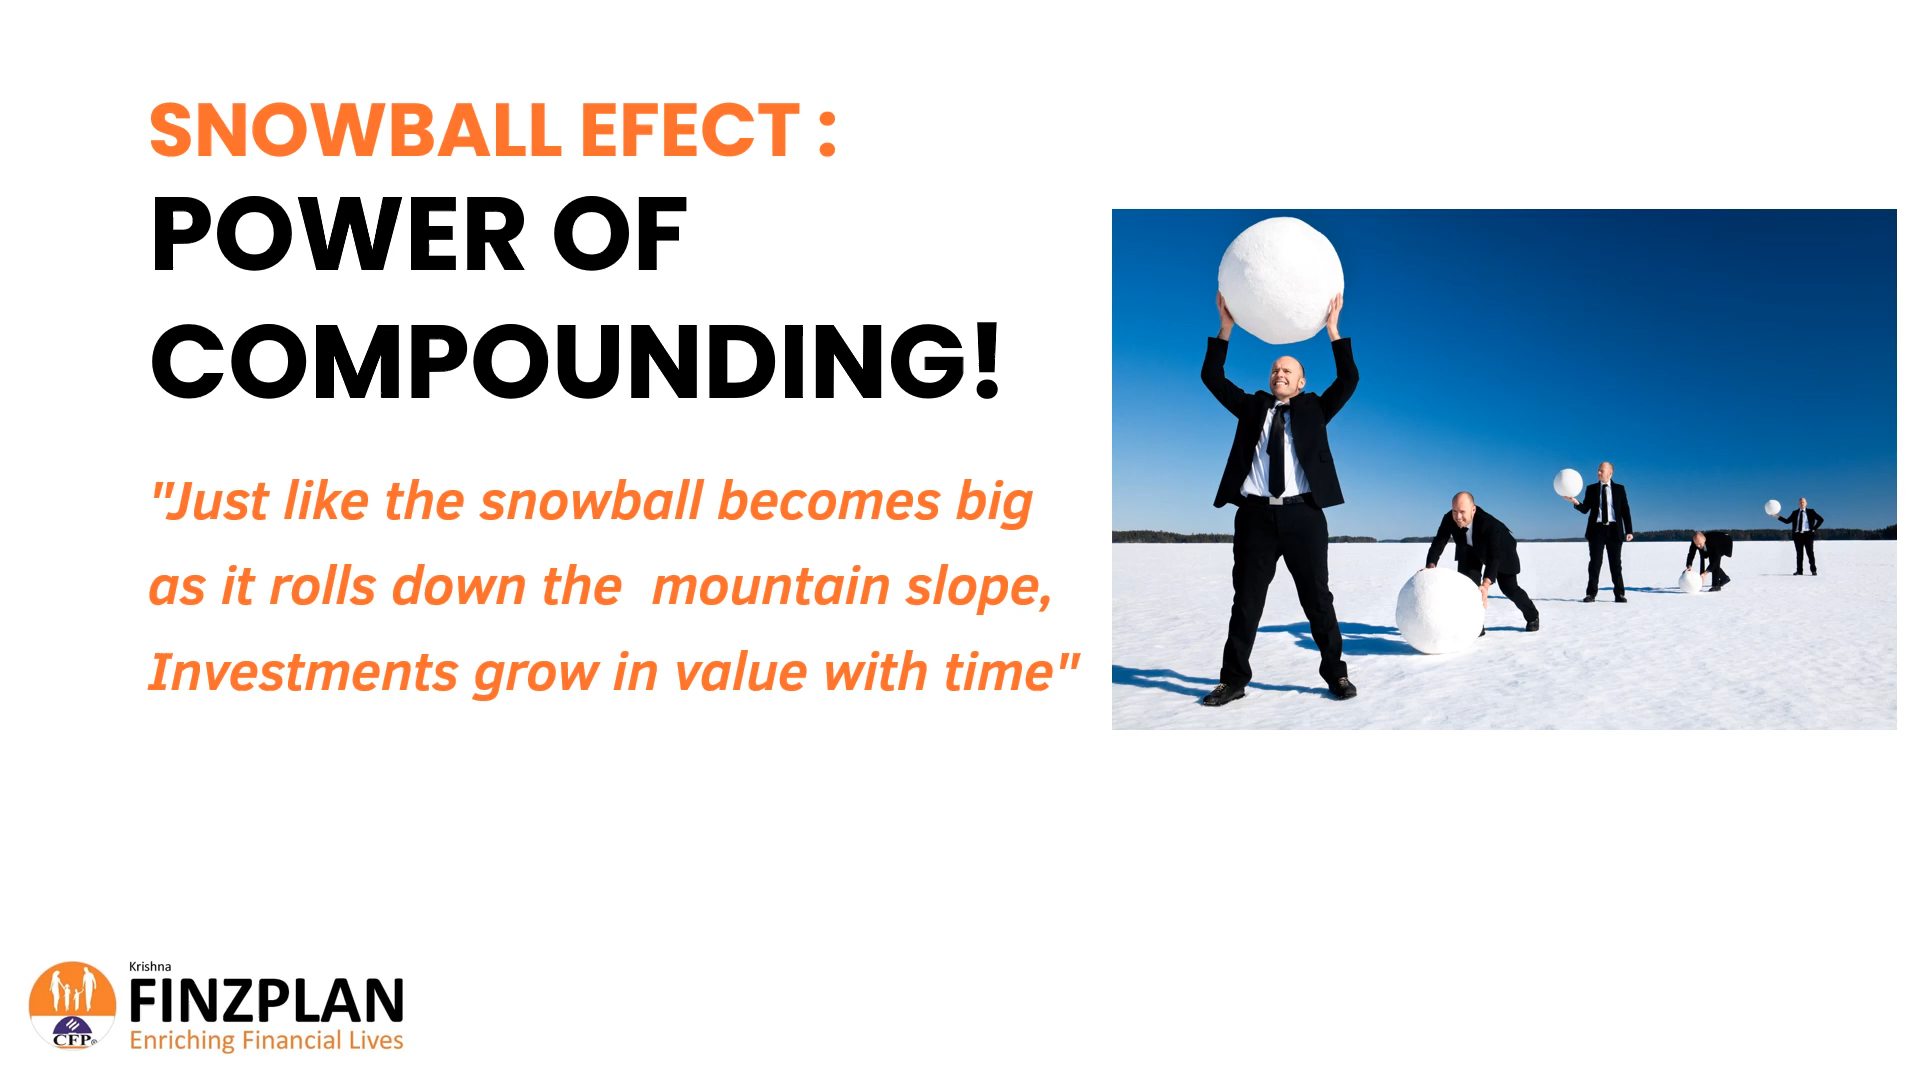 SNOWBALL EFECT :
POWER OF
COMPOUNDING!
"Just like the snowball becomes big
as it rolls down the  mountain slope,
Investments grow in value with time"
Krishna
FINZPLAN
Enriching Financial Lives
CFP®